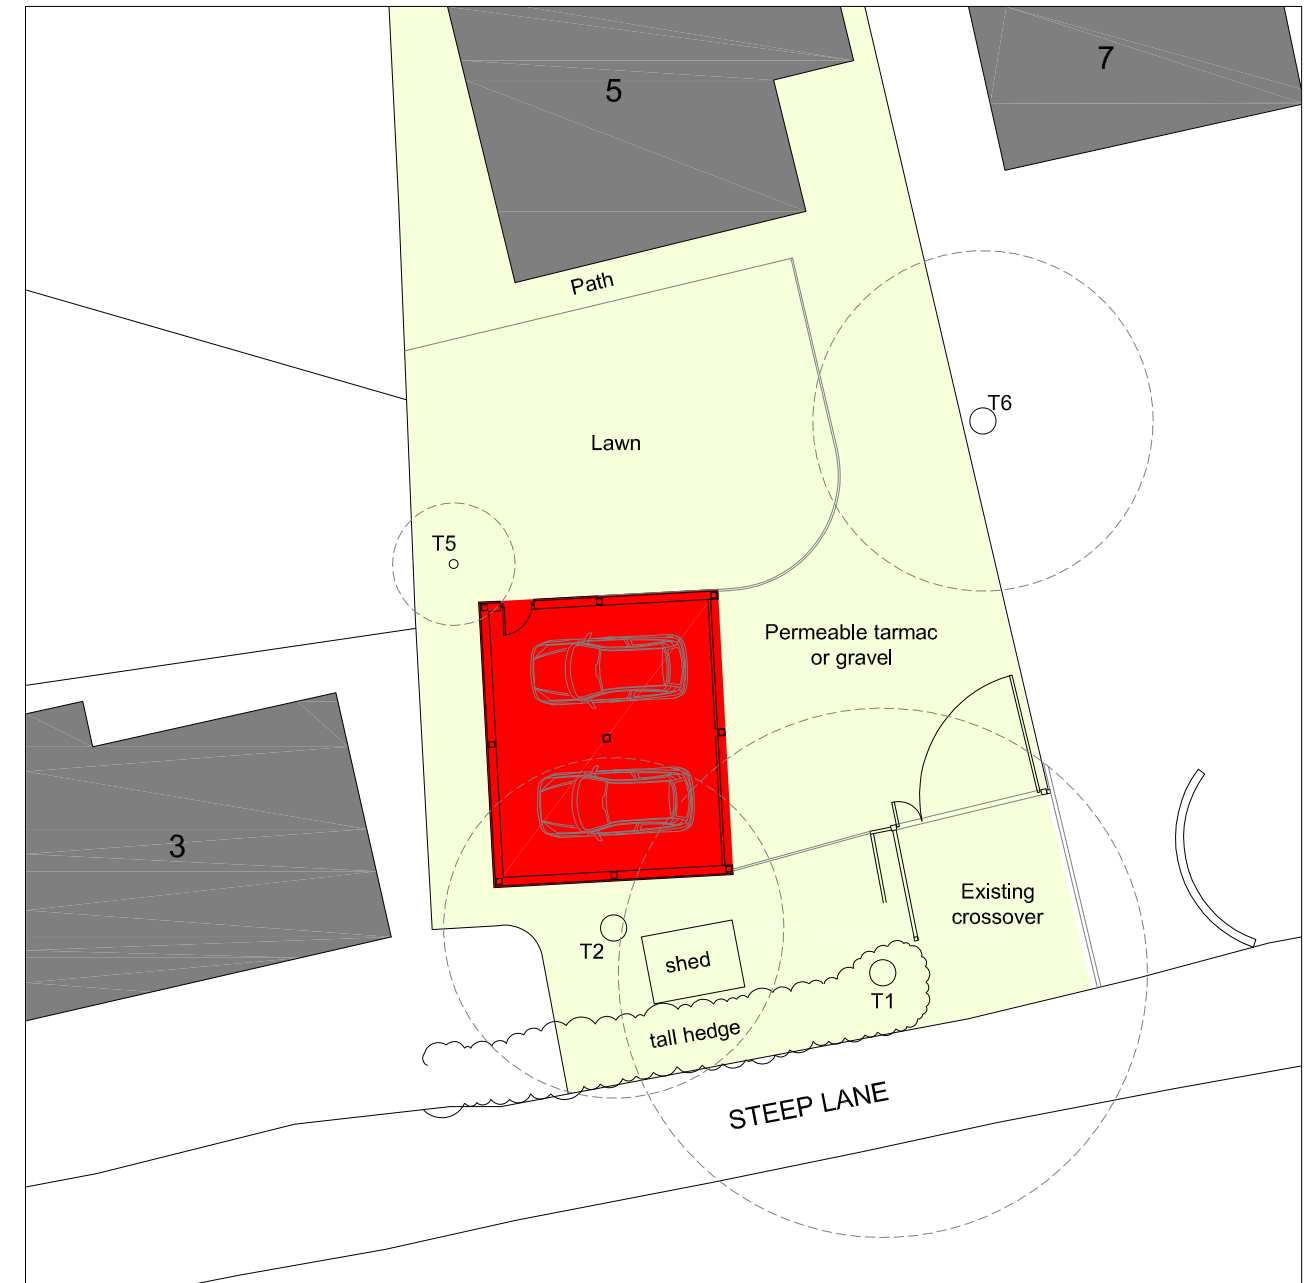 5
7
Path
T6
Lawn
T5
Permeable tarmac
or gravel
3
Existing
crossover
T2
shed
T1
tall hedge
STEEP LANE